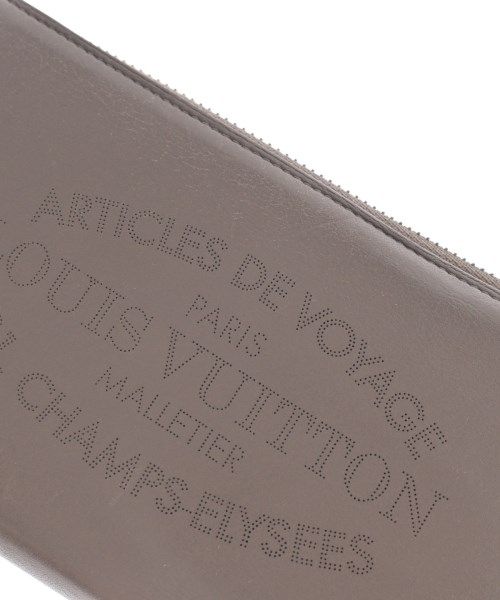 ARTICLES DE VOYAGE
PARIS
LOUIS VUITTON
MALLETIER
CHAMPS-ELYSEES